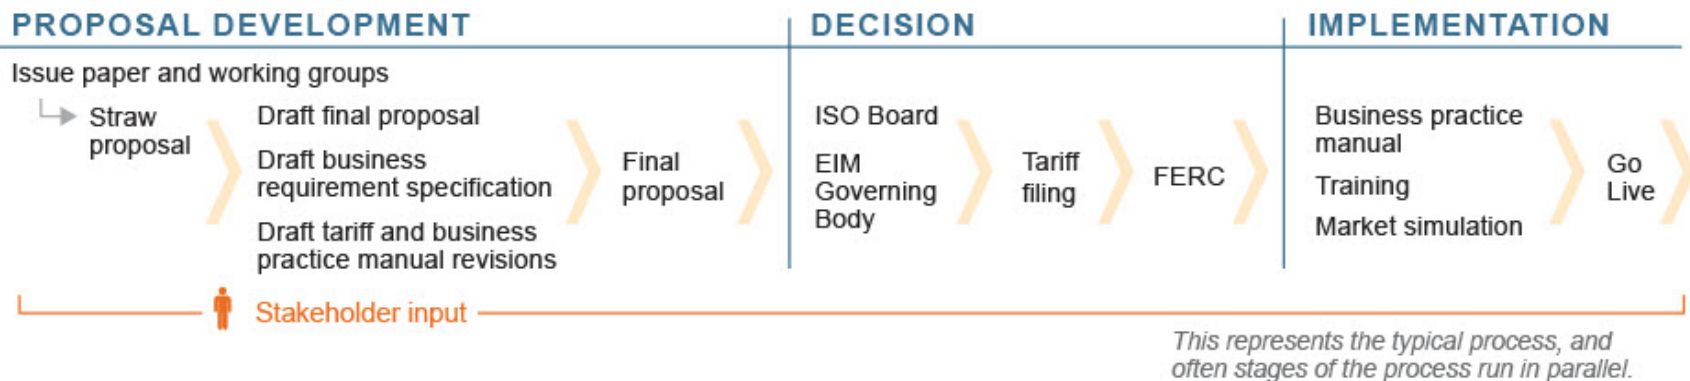 PROPOSAL DEVELOPMENT
Issue paper and working groups
Straw
proposal
Draft final proposal
Draft business
requirement specification
Draft tariff and business
practice manual revisions
Final
proposal
DECISION
ISO Board
EIM
Governing
Body
Tariff
filing
FERC
IMPLEMENTATION
Business practice
manual
Training
Market simulation
Go
Live
Stakeholder input
This represents the typical process, and
often stages of the process run in parallel.